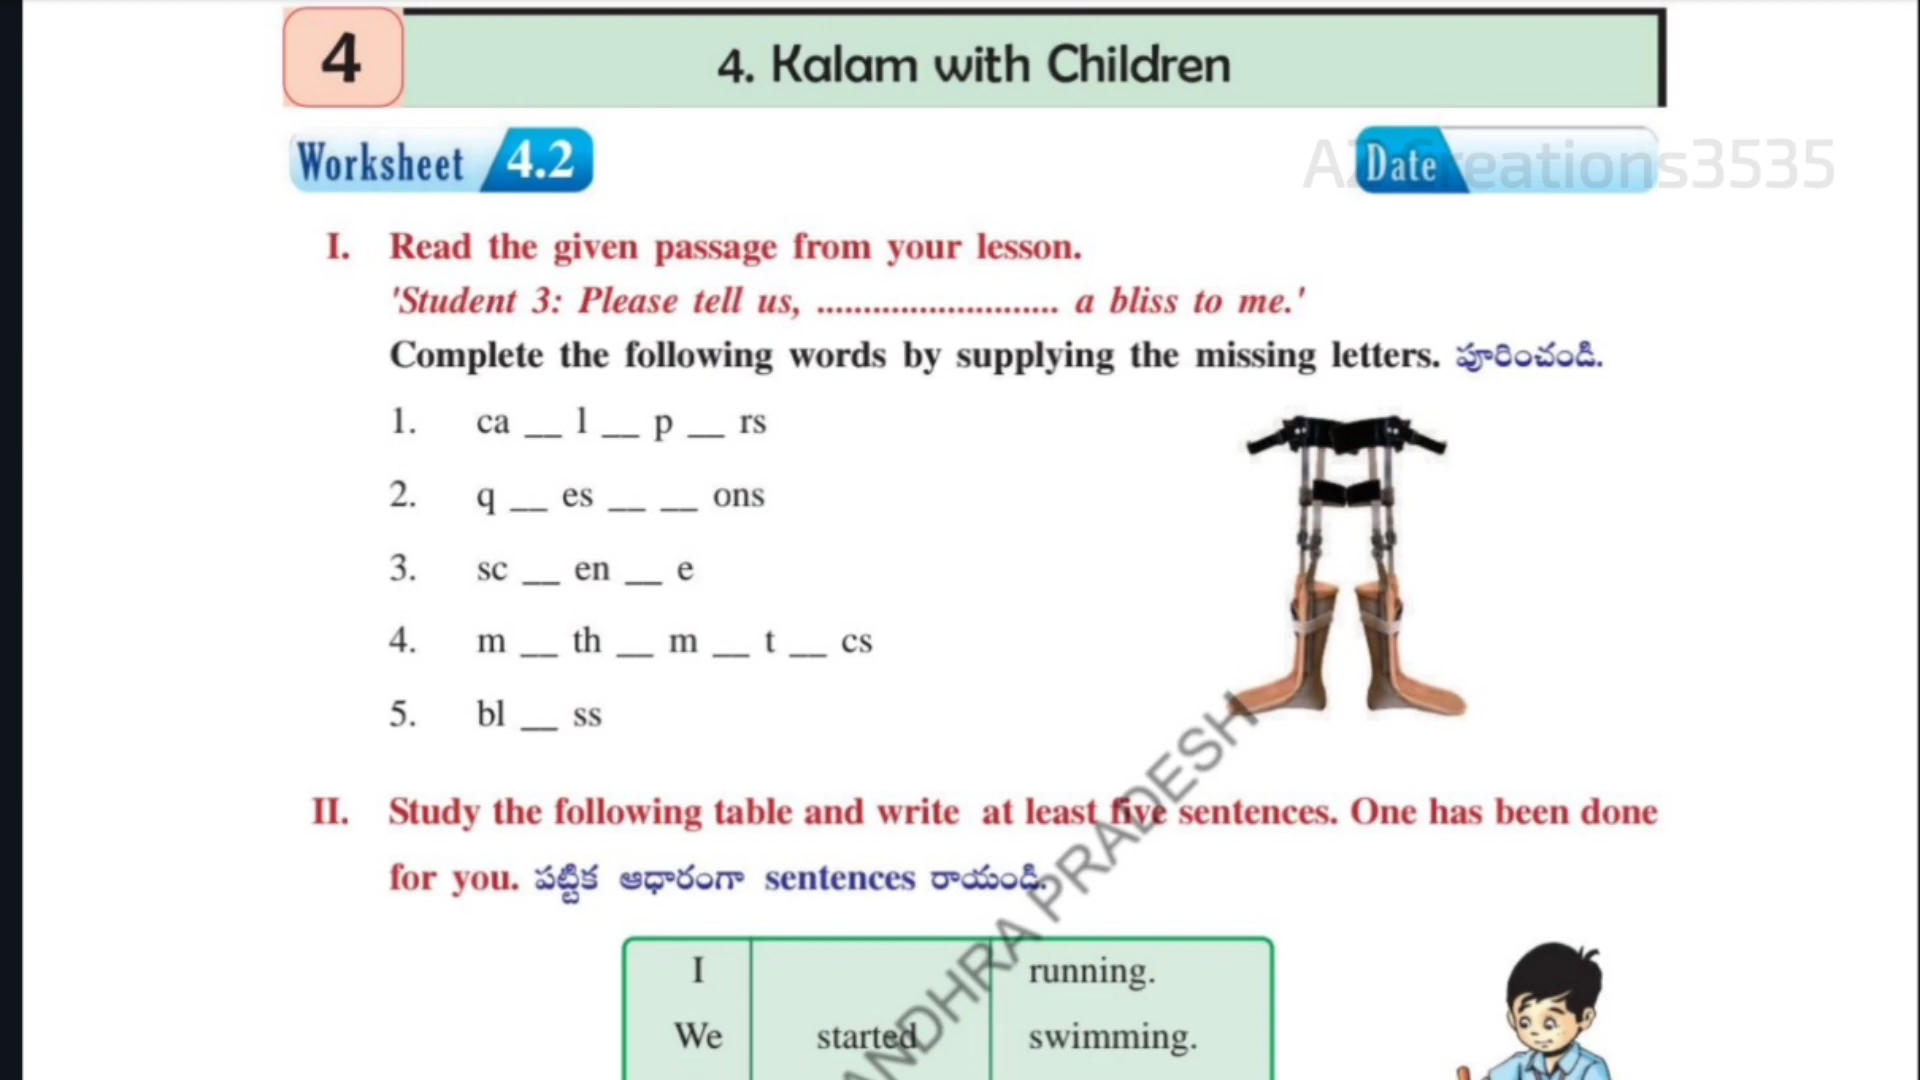 4
4. Kalam with Children
Worksheet 4.2
Date
AZCreations3535
I. Read the given passage from your lesson.
'Student 3: Please tell us, .......................... a bliss to me.'
Complete the following words by supplying the missing letters. పూరించండి.
1. ca __ l __ p __ rs
2. q __ es __ __ ons
3. sc __ en __ e
4. m __ th __ m __ t __ cs
5. bl __ ss
II. Study the following table and write at least five sentences. One has been done
for you. పట్టిక ఆధారంగా sentences రాయండి.
I running.
We started swimming.
ANDHRA PRADESH